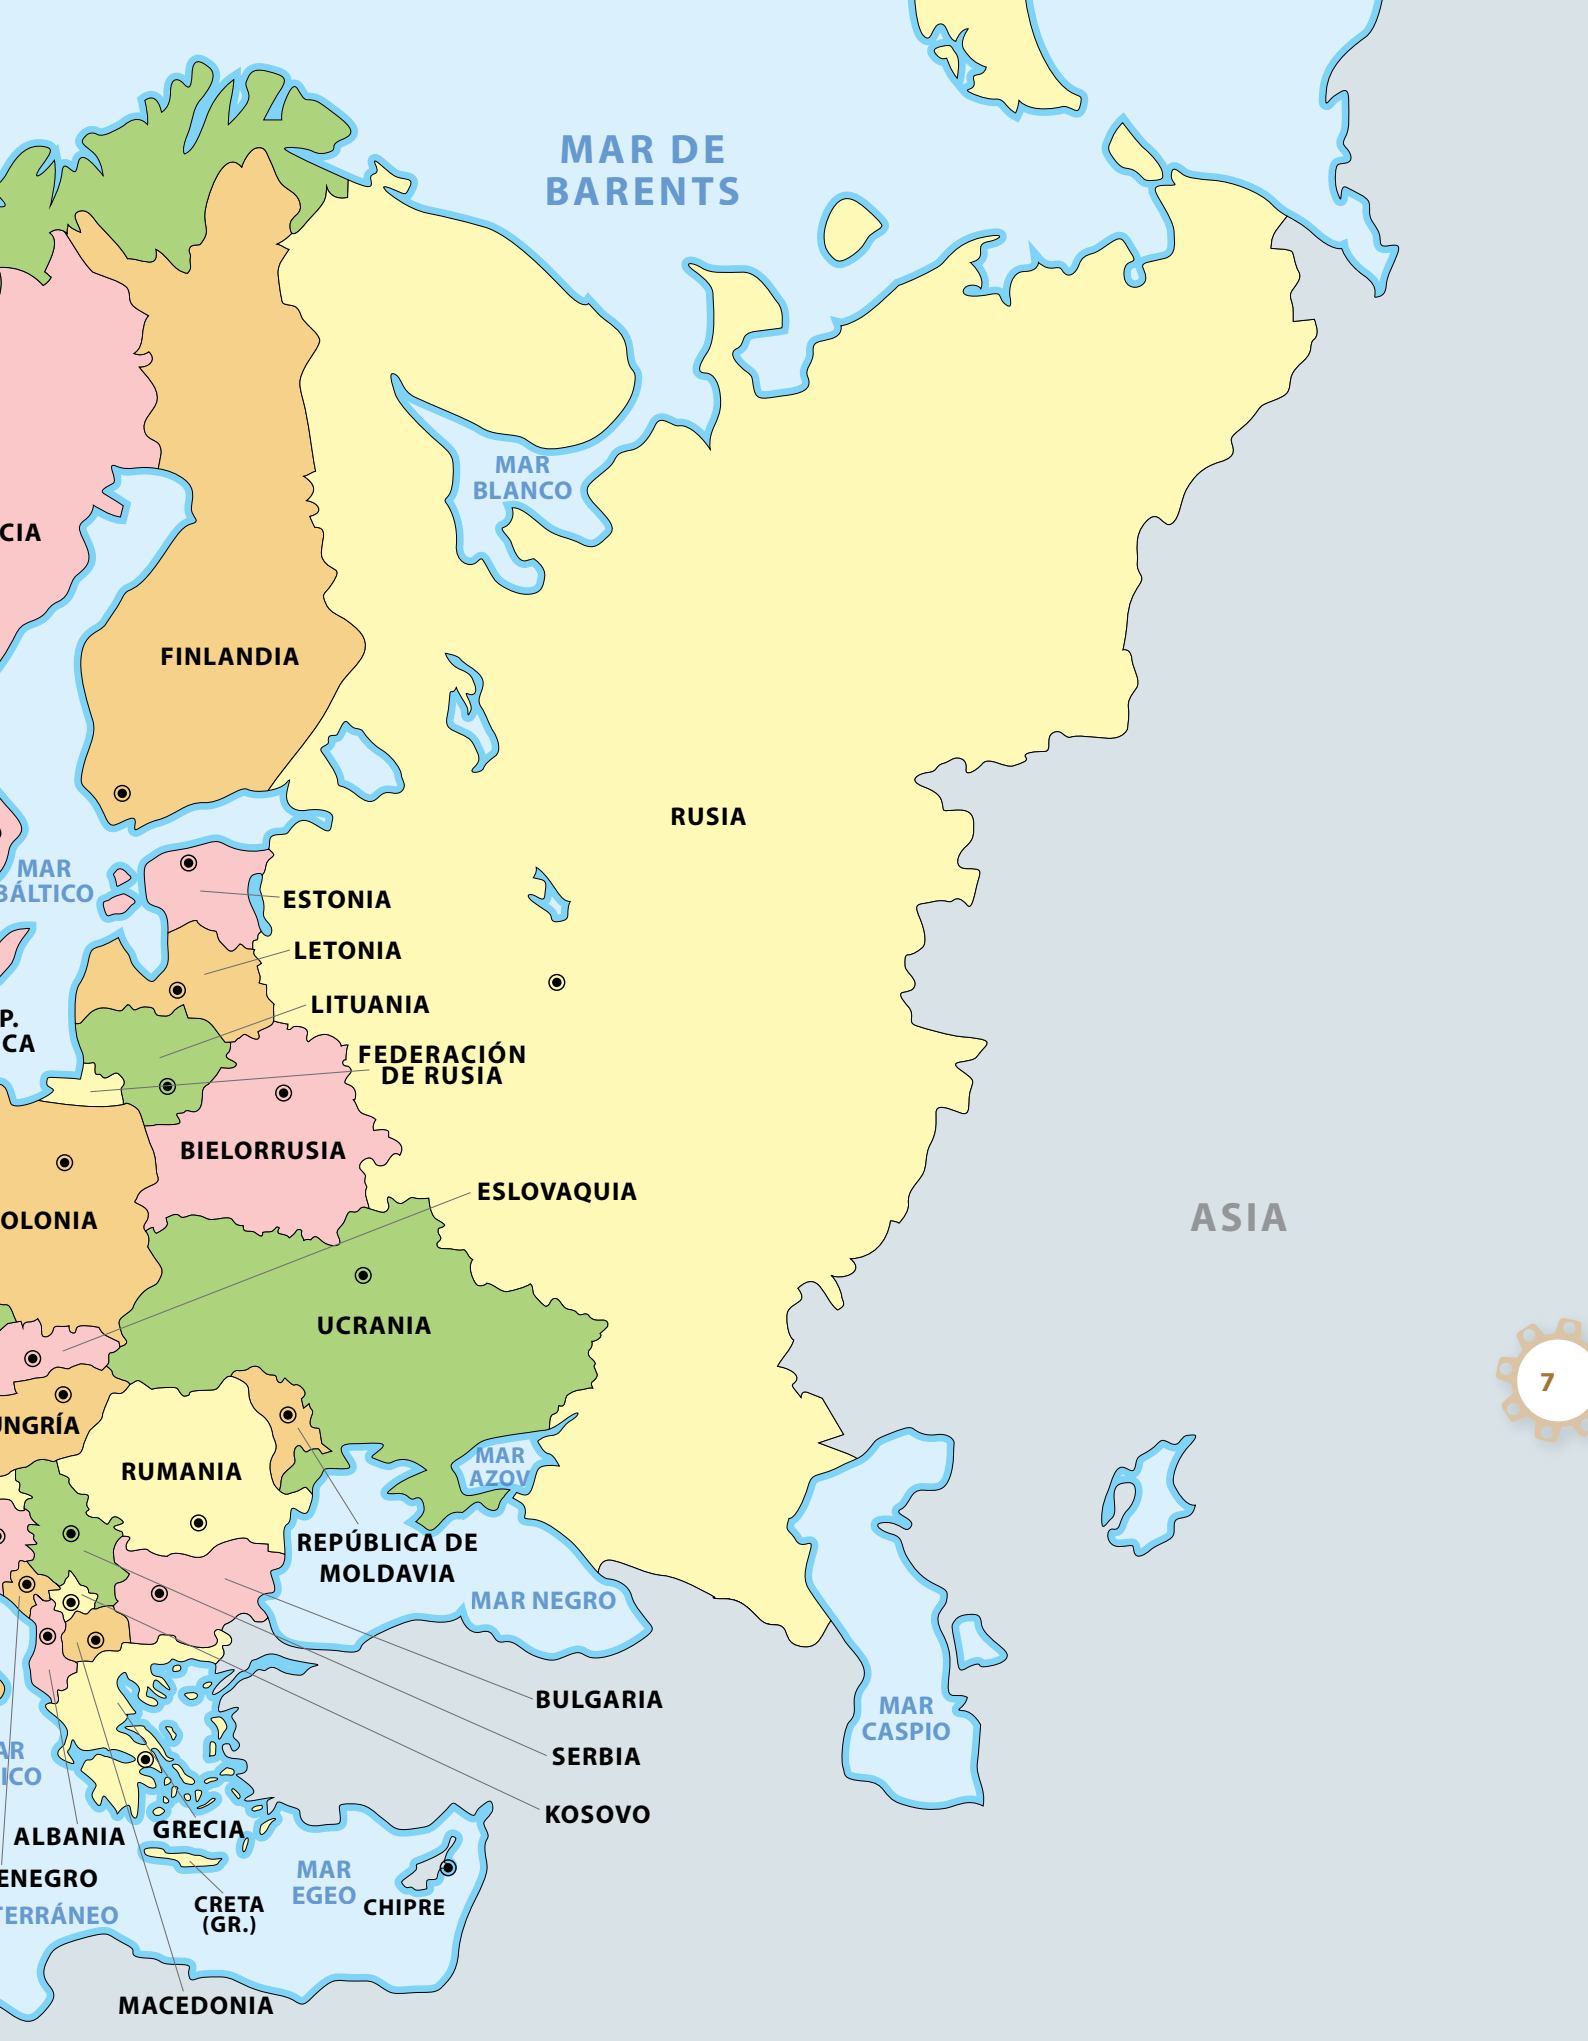 MAR DE
BARENTS
MAR
BLANCO
CIA
FINLANDIA
RUSIA
MAR
BÁLTICO
ESTONIA
LETONIA
LITUANIA
P.
CA
FEDERACIÓN
DE RUSIA
BIELORRUSIA
ESLOVAQUIA
OLONIA
ASIA
UCRANIA
7
UNGRÍA
RUMANIA
MAR
AZOV
REPÚBLICA DE
MOLDAVIA
MAR NEGRO
BULGARIA
MAR
CASPIO
SERBIA
AR
ICO
KOSOVO
ALBANIA
GRECIA
ENEGRO
MAR
EGEO
CHIPRE
CRETA
(GR.)
TERRÁNEO
MACEDONIA